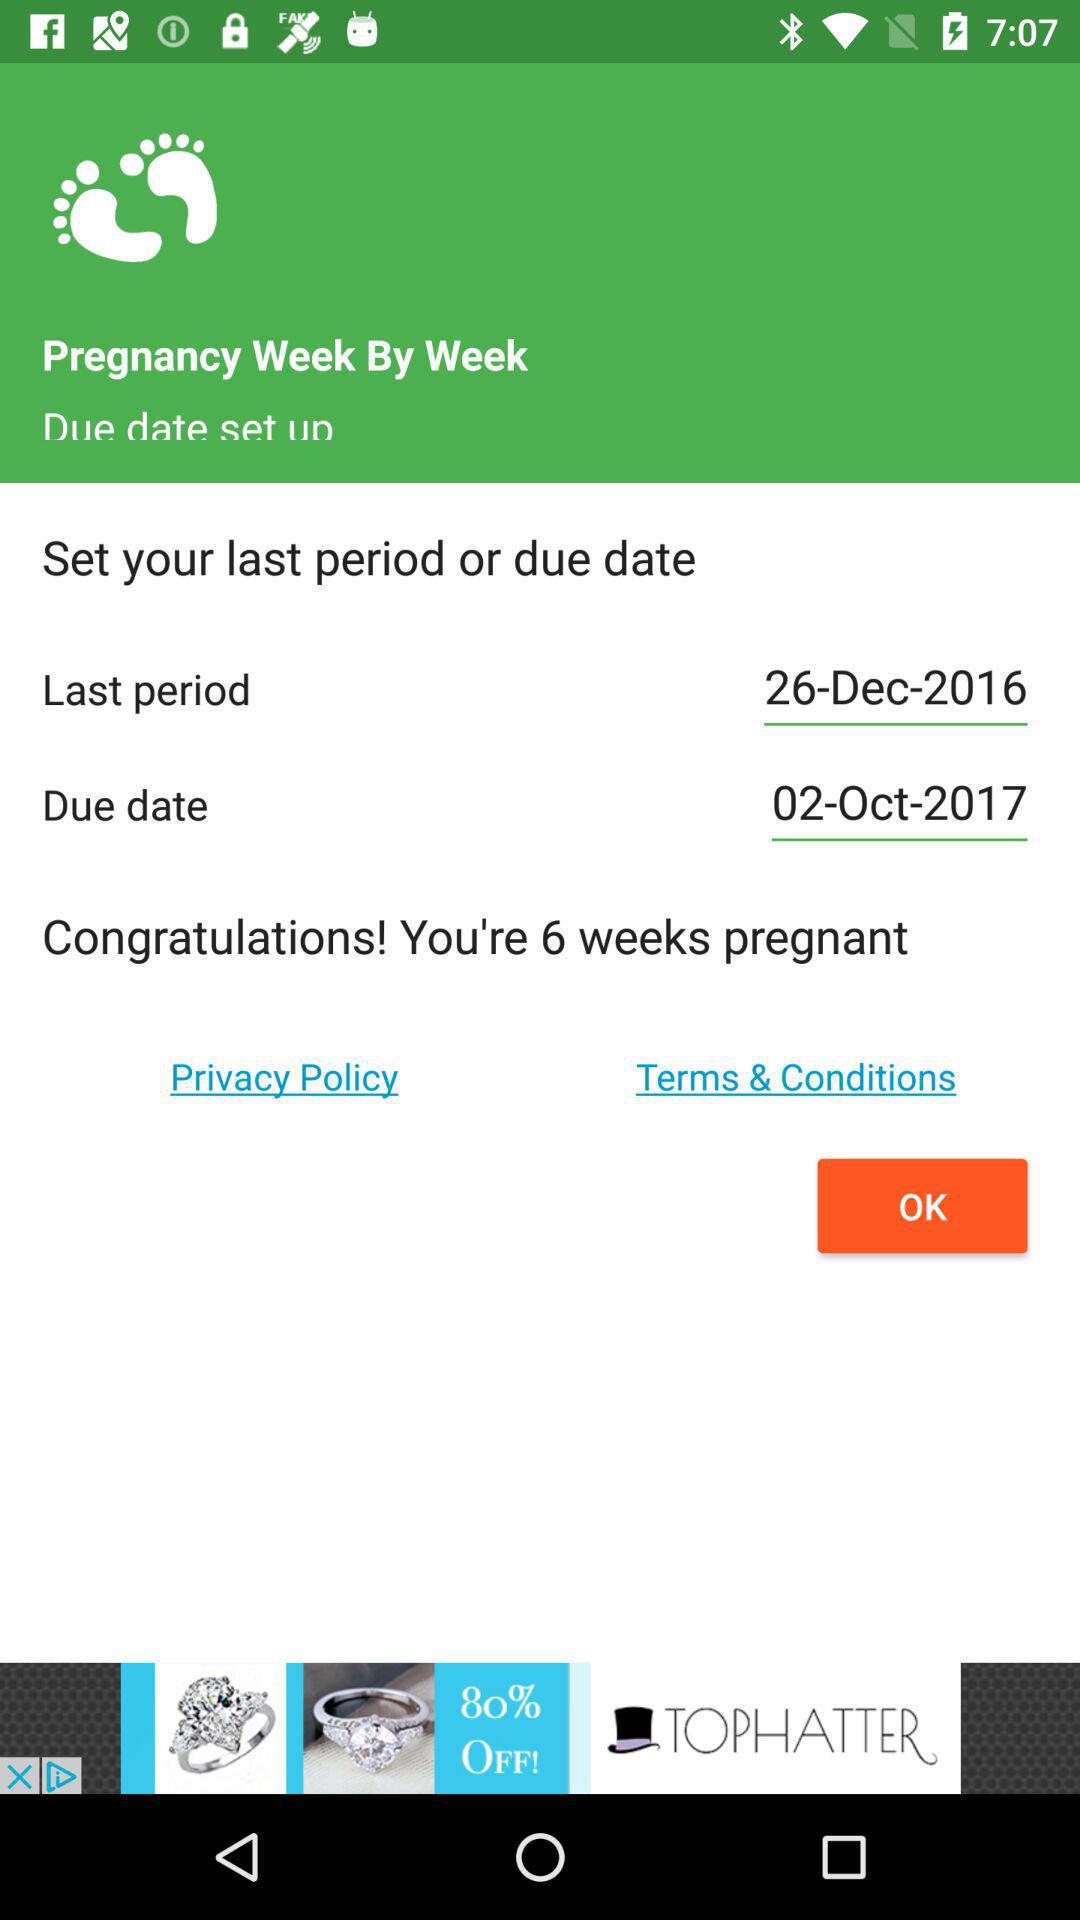 FAKE
7:07
Pregnancy Week By Week
Due date set up
Set your last period or due date
Last period 26-Dec-2016
Due date 02-Oct-2017
Congratulations! You're 6 weeks pregnant
Privacy Policy Terms & Conditions
OK
80%
OFF!
TOPHATTER